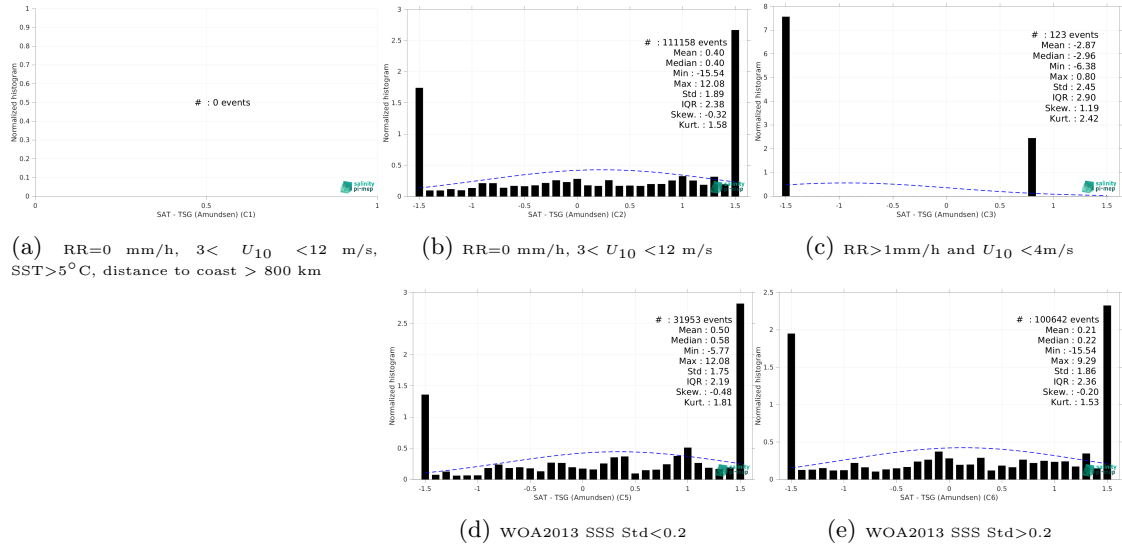 1
0.9
0.8
0.7
0.6
0.5
0.4
0.3
0.2
0.1
0
Normalized histogram
# : 0 events
salinity
pi-mep
0 0.5 1
SAT - TSG (Amundsen) (C1)
(a) RR=0 mm/h, 3< U10 <12 m/s,
SST>5°C, distance to coast > 800 km
3
2.5
2
1.5
1
0.5
0
Normalized histogram
# : 111158 events
Mean : 0.40
Median : 0.40
Min : -15.54
Max : 12.08
Std : 1.89
IQR : 2.38
Skew. : -0.32
Kurt. : 1.58
salinity
pi-mep
-1.5 -1 -0.5 0 0.5 1 1.5
SAT - TSG (Amundsen) (C2)
(b) RR=0 mm/h, 3< U10 <12 m/s
8
7
6
5
4
3
2
1
0
Normalized histogram
# : 123 events
Mean : -2.87
Median : -2.96
Min : -6.38
Max : 0.80
Std : 2.45
IQR : 2.90
Skew. : 1.19
Kurt. : 2.42
salinity
pi-mep
-1.5 -1 -0.5 0 0.5 1 1.5
SAT - TSG (Amundsen) (C3)
(c) RR>1mm/h and U10 <4m/s
3
2.5
2
1.5
1
0.5
0
Normalized histogram
# : 31953 events
Mean : 0.50
Median : 0.58
Min : -5.77
Max : 12.08
Std : 1.75
IQR : 2.19
Skew. : -0.48
Kurt. : 1.81
salinity
pi-mep
-1.5 -1 -0.5 0 0.5 1 1.5
SAT - TSG (Amundsen) (C5)
(d) WOA2013 SSS Std<0.2
2.5
2
1.5
1
0.5
0
Normalized histogram
# : 100642 events
Mean : 0.21
Median : 0.22
Min : -15.54
Max : 9.29
Std : 1.86
IQR : 2.36
Skew. : -0.20
Kurt. : 1.53
salinity
pi-mep
-1.5 -1 -0.5 0 0.5 1 1.5
SAT - TSG (Amundsen) (C6)
(e) WOA2013 SSS Std>0.2